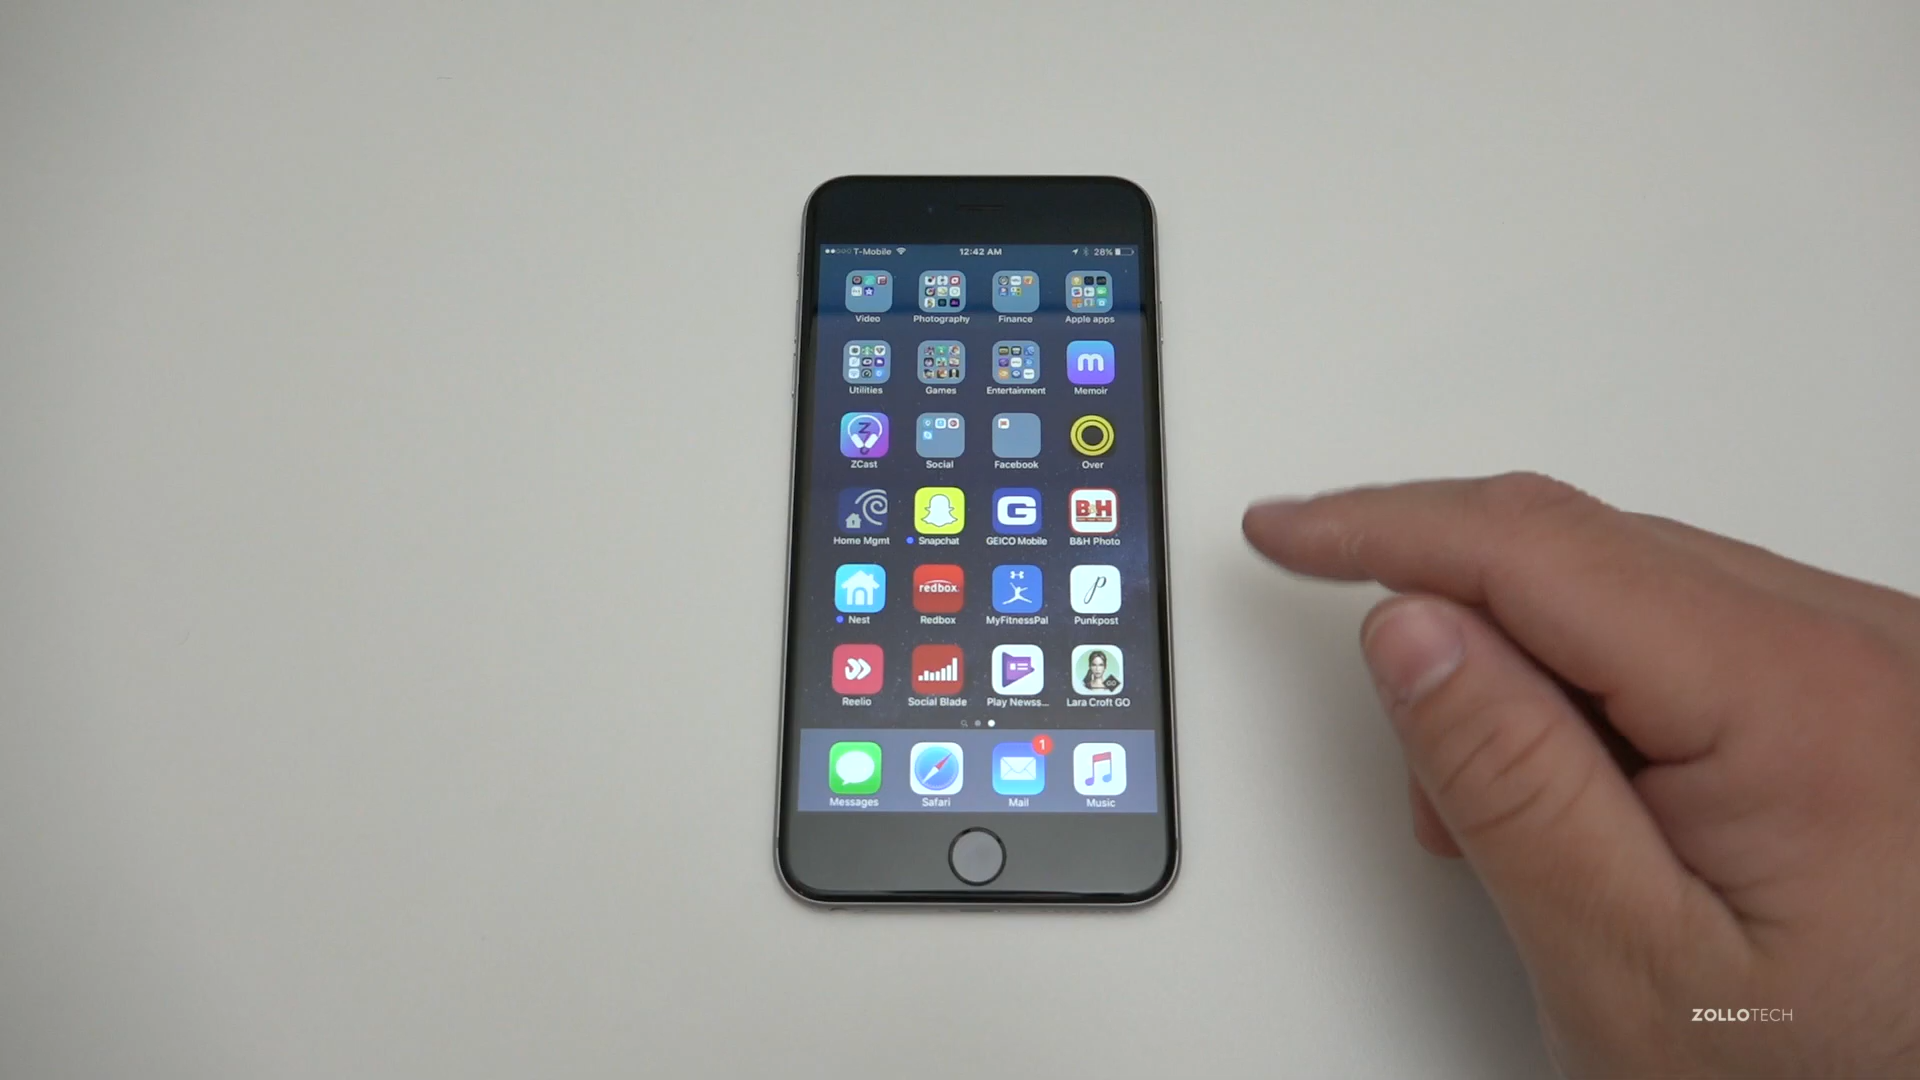 T-Mobile 12:42 AM 28%
Video Photography Finance Apple apps
m
Utilities Games Entertainment Memoir
Z
ZCast Social Facebook Over
G B&H
Home Mgmt Snapchat GEICO Mobile B&H Photo
redbox. P
Nest Redbox MyFitnessPal Punkpost
GO
Reelio Social Blade Play Newss... Lara Croft GO
1
Messages Safari Mail Music
ZOLLOTECH